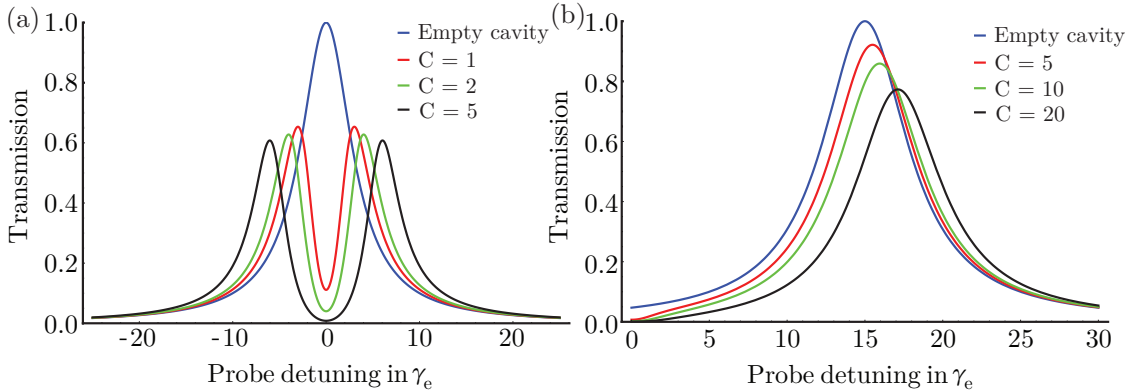 (a)
1.0
0.8
0.6
0.4
0.2
0.0
Transmission
-20
-10
0
10
20
Probe detuning in γe
Empty cavity
C = 1
C = 2
C = 5
(b)
1.0
0.8
0.6
0.4
0.2
0.0
Transmission
0
5
10
15
20
25
30
Probe detuning in γe
Empty cavity
C = 5
C = 10
C = 20